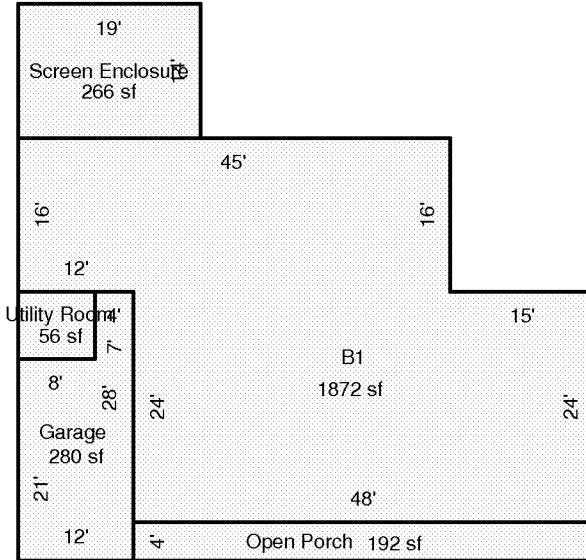 19'
14'
Screen Enclosure
266 sf
45'
16'
16'
12'
Utility Room
4'
15'
56 sf
7'
B1
8'
1872 sf
28'
24'
24'
Garage
280 sf
21'
48'
12'
4'
Open Porch 192 sf